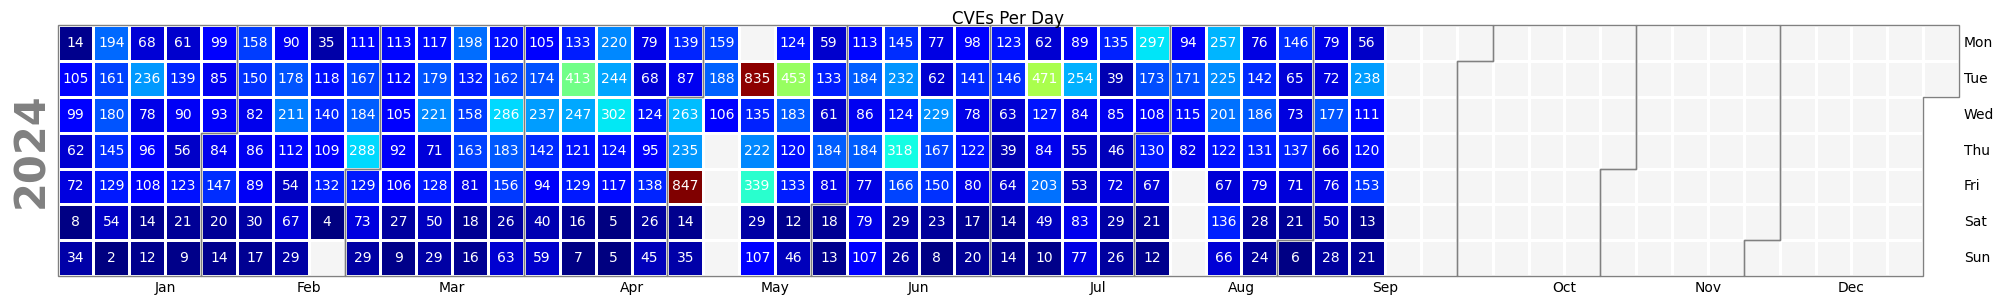 CVEs Per Day
14 194 68 61 99 158 90 35 111 113 117 198 120 105 133 220 79 139 159 124 59 113 145 77 98 123 62 89 135 297 94 257 76 146 79 56 Mon
105 161 236 139 85 150 178 118 167 112 179 132 162 174 413 244 68 87 188 835 453 133 184 232 62 141 146 471 254 39 173 171 225 142 65 72 238 Tue
99 180 78 90 93 82 211 140 184 105 221 158 286 237 247 302 124 263 106 135 183 61 86 124 229 78 63 127 84 85 108 115 201 186 73 177 111 Wed
62 145 96 56 84 86 112 109 288 92 71 163 183 142 121 124 95 235 222 120 184 184 318 167 122 39 84 55 46 130 82 122 131 137 66 120 Thu
72 129 108 123 147 89 54 132 129 106 128 81 156 94 129 117 138 847 339 133 81 77 166 150 80 64 203 53 72 67 67 79 71 76 153 Fri
8 54 14 21 20 30 67 4 73 27 50 18 26 40 16 5 26 14 29 12 18 79 29 23 17 14 49 83 29 21 136 28 21 50 13 Sat
34 2 12 9 14 17 29 29 9 29 16 63 59 7 5 45 35 107 46 13 107 26 8 20 14 10 77 26 12 66 24 6 28 21 Sun
2024
Jan Feb Mar Apr May Jun Jul Aug Sep Oct Nov Dec